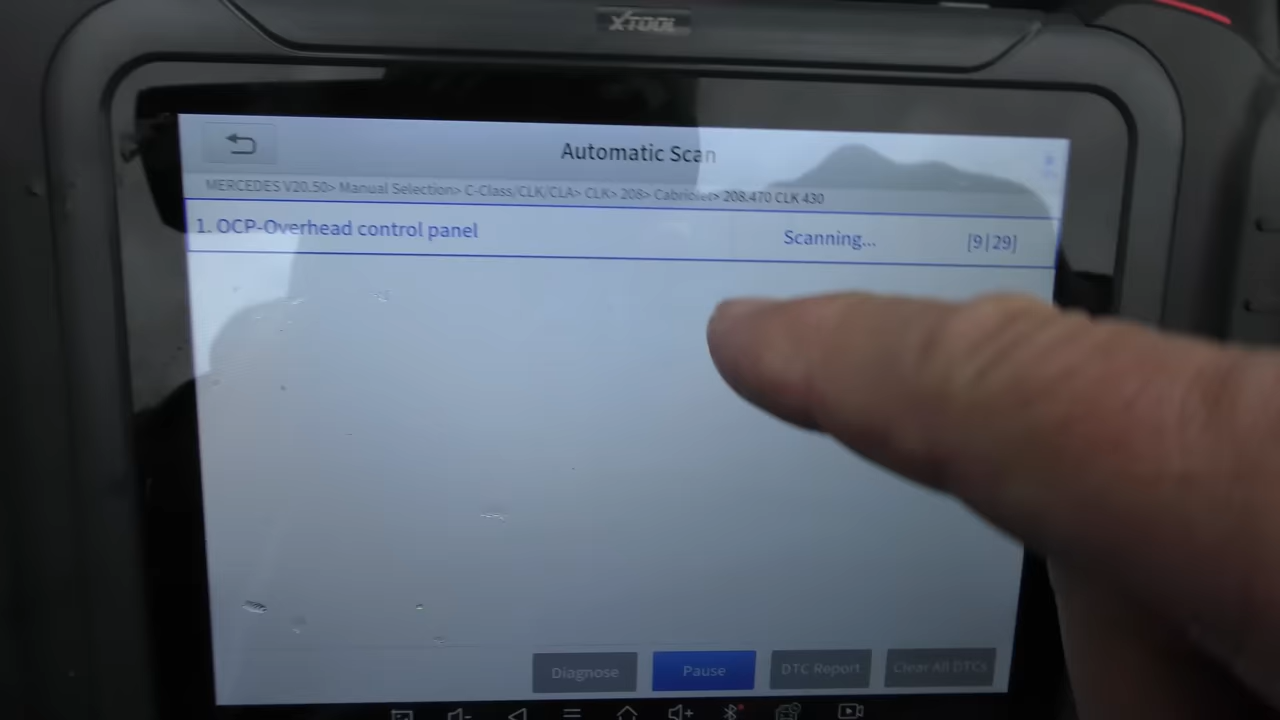 XTOOL
Automatic Scan
MERCEDES V20.50> Manual Selection> C-Class/CLK/CLA> CLK> 208> Cabriolet> 208.470 CLK 430
1. OCP-Overhead control panel Scanning... [9|29]
Diagnose Pause DTC Report Clear All DTCs